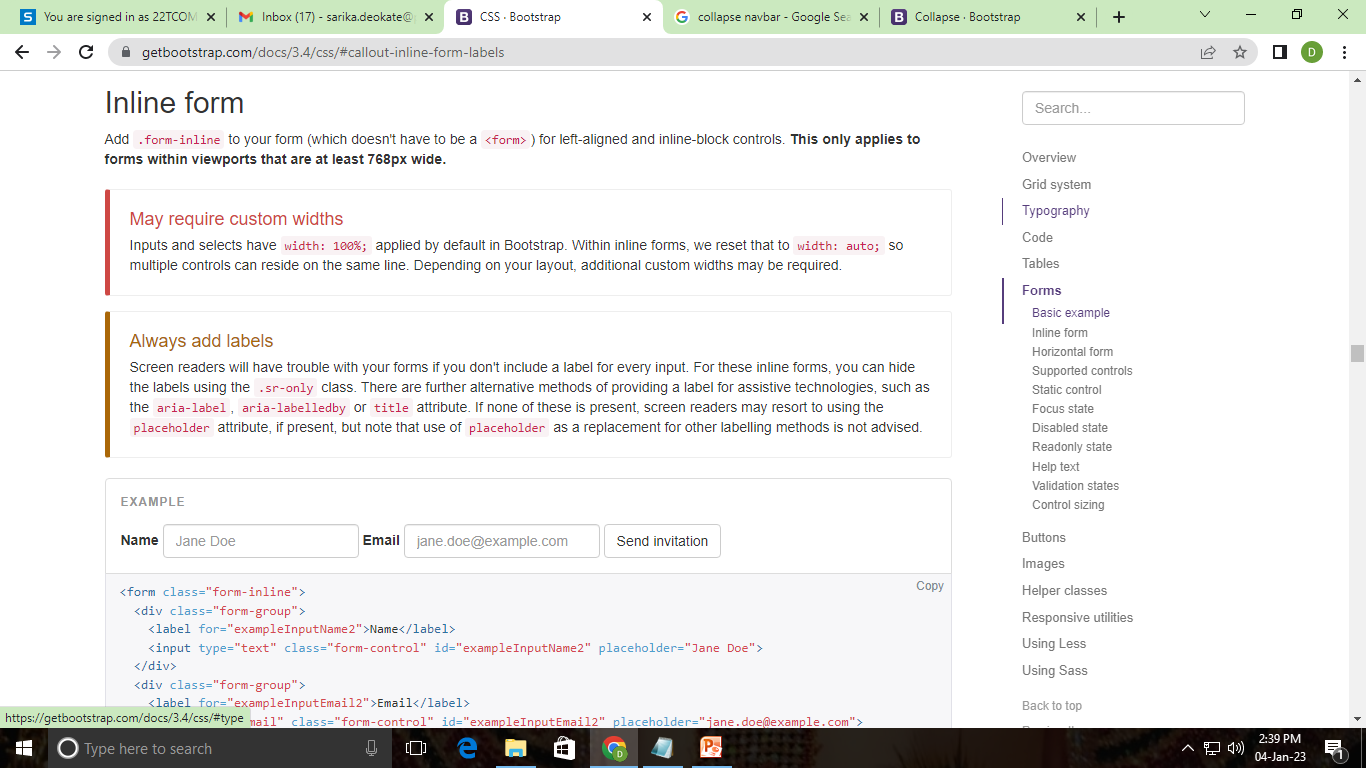 You are signed in as 22TCOM
Inbox (17) - sarika.deokate@
CSS · Bootstrap
collapse navbar - Google Sea
Collapse · Bootstrap
getbootstrap.com/docs/3.4/css/#callout-inline-form-labels
D
Inline form
Add .form-inline to your form (which doesn't have to be a <form>) for left-aligned and inline-block controls. This only applies to
forms within viewports that are at least 768px wide.
May require custom widths
Inputs and selects have width: 100%; applied by default in Bootstrap. Within inline forms, we reset that to width: auto; so
multiple controls can reside on the same line. Depending on your layout, additional custom widths may be required.
Always add labels
Screen readers will have trouble with your forms if you don't include a label for every input. For these inline forms, you can hide
the labels using the .sr-only class. There are further alternative methods of providing a label for assistive technologies, such as
the aria-label, aria-labelledby or title attribute. If none of these is present, screen readers may resort to using the
placeholder attribute, if present, but note that use of placeholder as a replacement for other labelling methods is not advised.
EXAMPLE
Name Jane Doe Email jane.doe@example.com Send invitation
Copy
<form class="form-inline">
<div class="form-group">
<label for="exampleInputName2">Name</label>
<input type="text" class="form-control" id="exampleInputName2" placeholder="Jane Doe">
</div>
<div class="form-group">
<label for="exampleInputEmail2">Email</label>
mail" class="form-control" id="exampleInputEmail2" placeholder="jane.doe@example.com">
https://getbootstrap.com/docs/3.4/css/#type
Search...
Overview
Grid system
Typography
Code
Tables
Forms
Basic example
Inline form
Horizontal form
Supported controls
Static control
Focus state
Disabled state
Readonly state
Help text
Validation states
Control sizing
Buttons
Images
Helper classes
Responsive utilities
Using Less
Using Sass
Back to top
Type here to search
2:39 PM
04-Jan-23
1